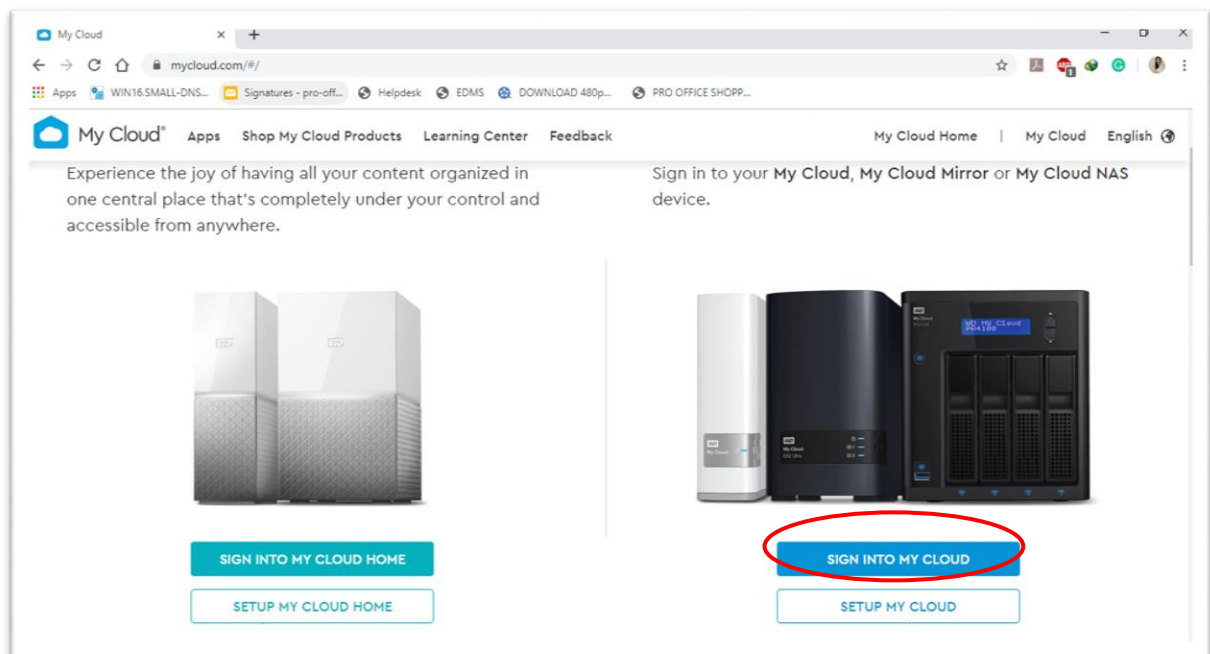 My Cloud
mycloud.com/#/
Apps WIN16.SMALL-DNS... Signatures - pro-off... Helpdesk EDMS DOWNLOAD 480p... PRO OFFICE SHOPP...
My Cloud® Apps Shop My Cloud Products Learning Center Feedback My Cloud Home | My Cloud English
Experience the joy of having all your content organized in
one central place that's completely under your control and
accessible from anywhere.
Sign in to your My Cloud, My Cloud Mirror or My Cloud NAS
device.
WD My Cloud
SIGN INTO MY CLOUD HOME
SETUP MY CLOUD HOME
SIGN INTO MY CLOUD
SETUP MY CLOUD